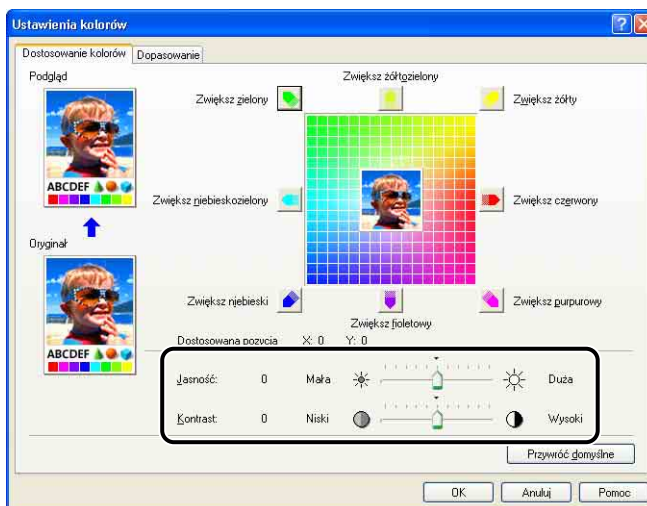 Ustawienia kolorów
Dostosowanie kolorów Dopasowanie
Podgląd
Zwiększ żółtozielony
Zwiększ zielony
Zwiększ żółty
ABCDEF
Zwiększ niebieskozielony
Zwiększ czerwony
Oryginał
Zwiększ niebieski
Zwiększ purpurowy
Zwiększ fioletowy
ABCDEF
Dostosowana pozycja X: 0 Y: 0
Jasność: 0 Mała Duża
Kontrast: 0 Niski Wysoki
Przywróć domyślne
OK Anuluj Pomoc